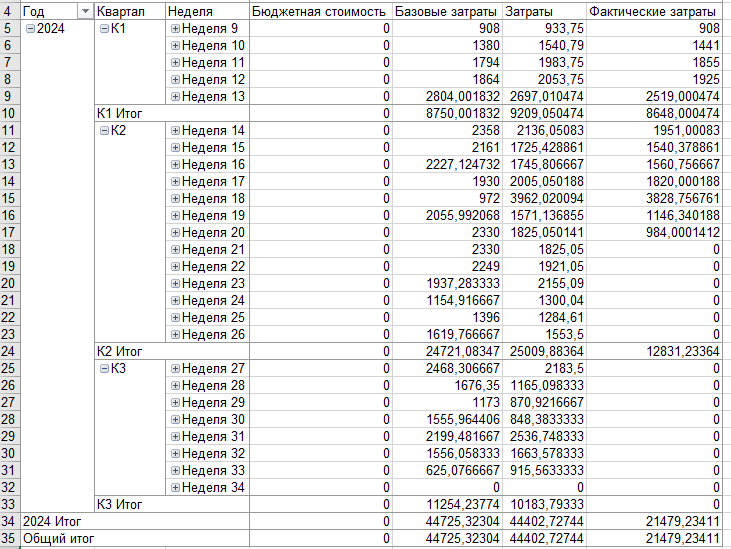 4 Год Квартал Неделя Бюджетная стоимость Базовые затраты Затраты Фактические затраты
5 2024 К1 Неделя 9 0 908 933,75 908
6 Неделя 10 0 1380 1540,79 1441
7 Неделя 11 0 1794 1983,75 1855
8 Неделя 12 0 1864 2053,75 1925
9 Неделя 13 0 2804,001832 2697,010474 2519,000474
10 К1 Итог 0 8750,001832 9209,050474 8648,000474
11 К2 Неделя 14 0 2358 2136,05083 1951,00083
12 Неделя 15 0 2161 1725,428861 1540,378861
13 Неделя 16 0 2227,124732 1745,806667 1560,756667
14 Неделя 17 0 1930 2005,050188 1820,000188
15 Неделя 18 0 972 3962,020094 3828,756761
16 Неделя 19 0 2055,992068 1571,136855 1146,340188
17 Неделя 20 0 2330 1825,050141 984,0001412
18 Неделя 21 0 2330 1825,05 0
19 Неделя 22 0 2249 1921,05 0
20 Неделя 23 0 1937,283333 2155,09 0
21 Неделя 24 0 1154,916667 1300,04 0
22 Неделя 25 0 1396 1284,61 0
23 Неделя 26 0 1619,766667 1553,5 0
24 К2 Итог 0 24721,08347 25009,88364 12831,23364
25 К3 Неделя 27 0 2468,306667 2183,5 0
26 Неделя 28 0 1676,35 1165,098333 0
27 Неделя 29 0 1173 870,9216667 0
28 Неделя 30 0 1555,964406 848,3833333 0
29 Неделя 31 0 2199,481667 2536,748333 0
30 Неделя 32 0 1556,058333 1663,578333 0
31 Неделя 33 0 625,0766667 915,5633333 0
32 Неделя 34 0 0 0 0
33 К3 Итог 0 11254,23774 10183,79333 0
34 2024 Итог 0 44725,32304 44402,72744 21479,23411
35 Общий итог 0 44725,32304 44402,72744 21479,23411